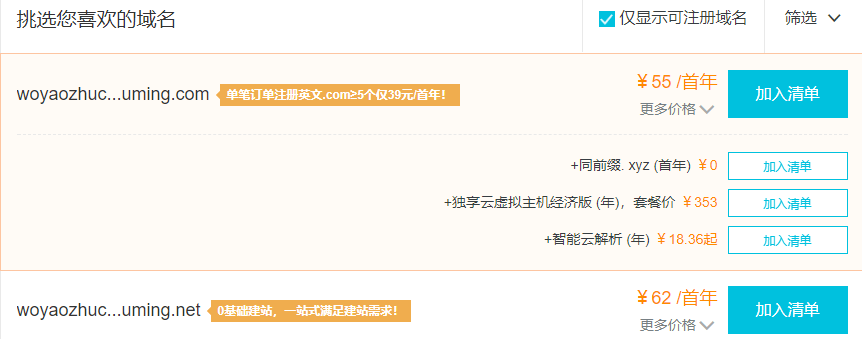 挑选您喜欢的域名 仅显示可注册域名 筛选
woyaozhuc...uming.com 单笔订单注册英文.com≥5个仅39元/首年! ¥55 /首年 加入清单
更多价格
+同前缀. xyz (首年) ¥0 加入清单
+独享云虚拟主机经济版 (年)，套餐价 ¥353 加入清单
+智能云解析 (年) ¥18.36起 加入清单
woyaozhuc...uming.net 0基础建站，一站式满足建站需求! ¥62 /首年 加入清单
更多价格